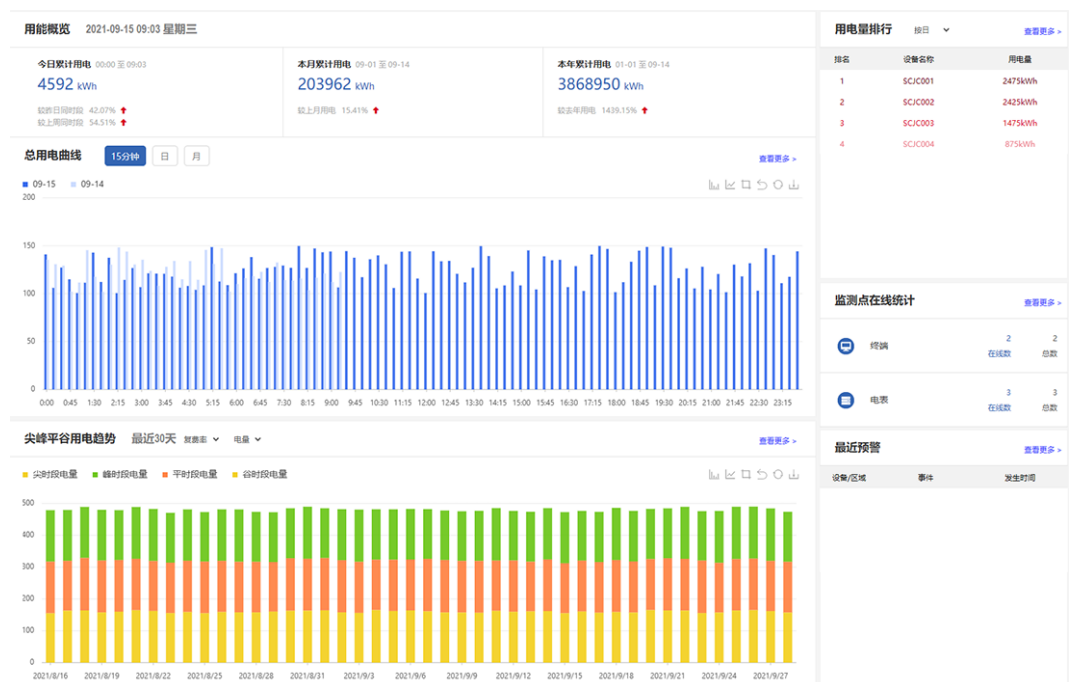 用能概览 2021-09-15 09:03 星期三
今日累计用电 00:00 至 09:03
4592 kWh
较昨日同时段 42.07%
较上周同时段 54.51%
本月累计用电 09-01 至 09-14
203962 kWh
较上月用电 15.41%
本年累计用电 01-01 至 09-14
3868950 kWh
较去年用电 1439.15%
总用电曲线 15分钟 日 月
查看更多 >
09-15 09-14
200
150
100
50
0
0:00 0:45 1:30 2:15 3:00 3:45 4:30 5:15 6:00 6:45 7:30 8:15 9:00 9:45 10:30 11:15 12:00 12:45 13:30 14:15 15:00 15:45 16:30 17:15 18:00 18:45 19:30 20:15 21:00 21:45 22:30 23:15
尖峰平谷用电趋势 最近30天 复费率 电量
查看更多 >
尖时段电量 峰时段电量 平时段电量 谷时段电量
500
400
300
200
100
0
2021/8/16 2021/8/19 2021/8/22 2021/8/25 2021/8/28 2021/8/31 2021/9/3 2021/9/6 2021/9/9 2021/9/12 2021/9/15 2021/9/18 2021/9/21 2021/9/24 2021/9/27
用电量排行 按日 查看更多 >
排名 设备名称 用电量
1 SCJC001 2475kWh
2 SCJC002 2425kWh
3 SCJC003 1475kWh
4 SCJC004 875kWh
监测点在线统计 查看更多 >
终端
2 2
在线数 总数
电表
3 3
在线数 总数
最近预警 查看更多 >
设备/区域 事件 发生时间